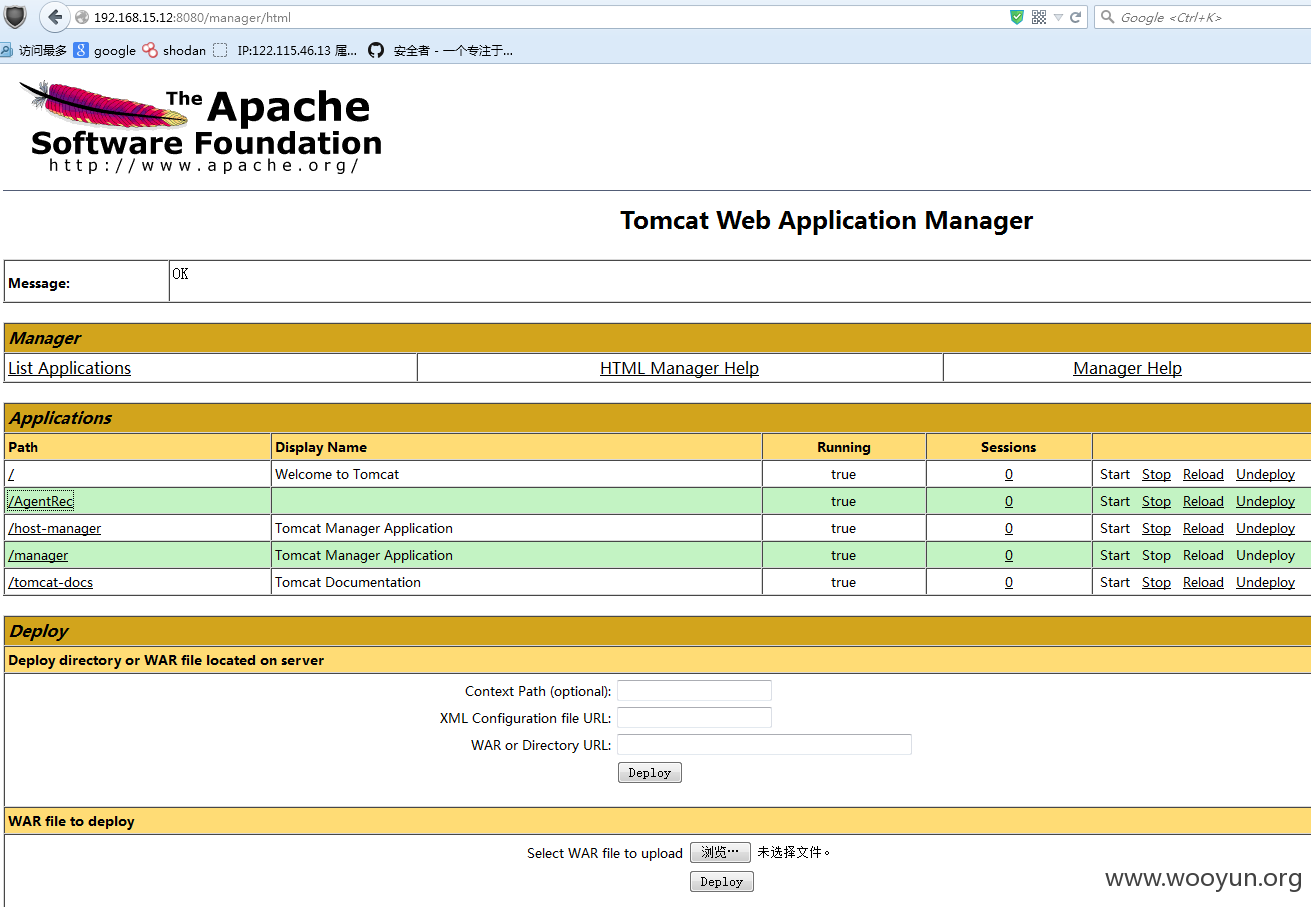 192.168.15.12:8080/manager/html
Google <Ctrl+K>
访问最多 google shodan IP:122.115.46.13 属... 安全者 - 一个专注于...
The Apache
Software Foundation
http://www.apache.org/
Tomcat Web Application Manager
Message: OK
Manager
List Applications HTML Manager Help Manager Help
Applications
Path Display Name Running Sessions
/ Welcome to Tomcat true 0 Start Stop Reload Undeploy
/AgentRec true 0 Start Stop Reload Undeploy
/host-manager Tomcat Manager Application true 0 Start Stop Reload Undeploy
/manager Tomcat Manager Application true 0 Start Stop Reload Undeploy
/tomcat-docs Tomcat Documentation true 0 Start Stop Reload Undeploy
Deploy
Deploy directory or WAR file located on server
Context Path (optional):
XML Configuration file URL:
WAR or Directory URL:
Deploy
WAR file to deploy
Select WAR file to upload 浏览… 未选择文件。
Deploy
www.wooyun.org